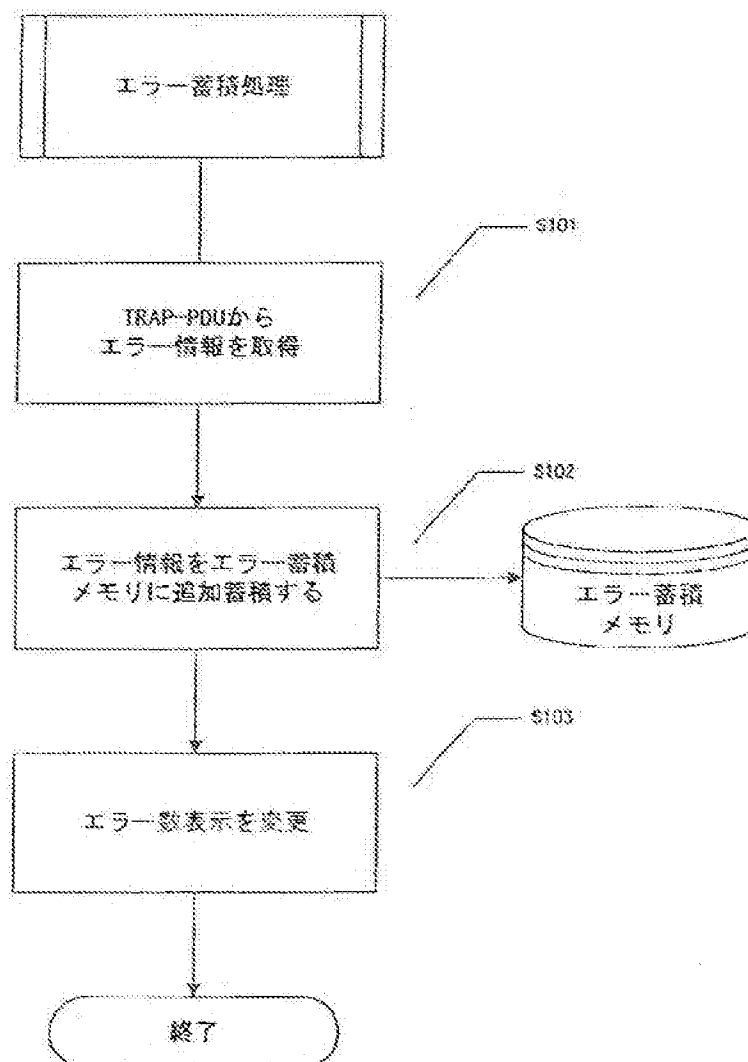 エラー蓄積処理
S101
TRAP-PDUから
エラー情報を取得
S102
エラー情報をエラー蓄積
メモリに追加蓄積する
エラー蓄積
メモリ
S103
エラー数表示を変更
終了